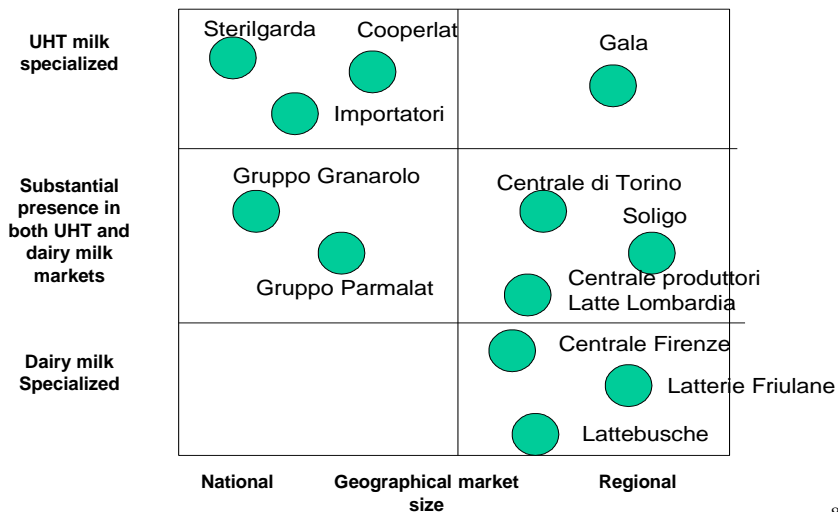 UHT milk
specialized
Sterilgarda
Cooperlat
Importatori
Gala
Substantial
presence in
both UHT and
dairy milk
markets
Gruppo Granarolo
Gruppo Parmalat
Centrale di Torino
Soligo
Centrale produttori
Latte Lombardia
Dairy milk
Specialized
Centrale Firenze
Latterie Friulane
Lattebusche
National
Geographical market
size
Regional